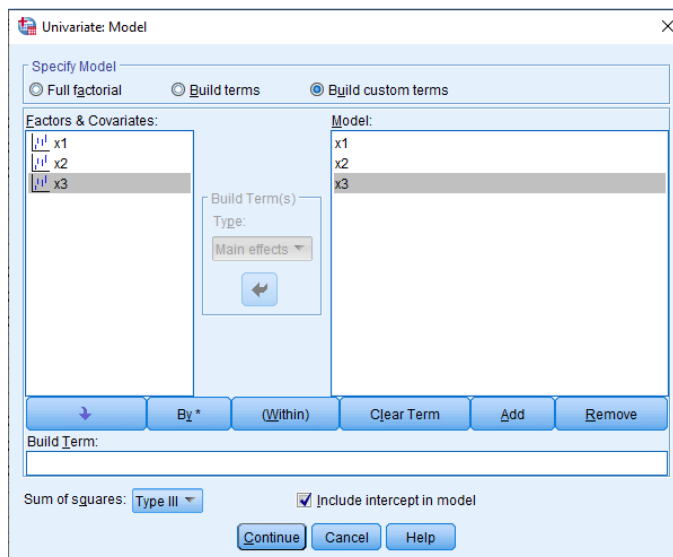 Univariate: Model
Specify Model
Full factorial
Build terms
Build custom terms
Factors & Covariates:
x1
x2
x3
Build Term(s)
Type:
Main effects
Model:
x1
x2
x3
By *
(Within)
Clear Term
Add
Remove
Build Term:
Sum of squares:
Type III
Include intercept in model
Continue
Cancel
Help